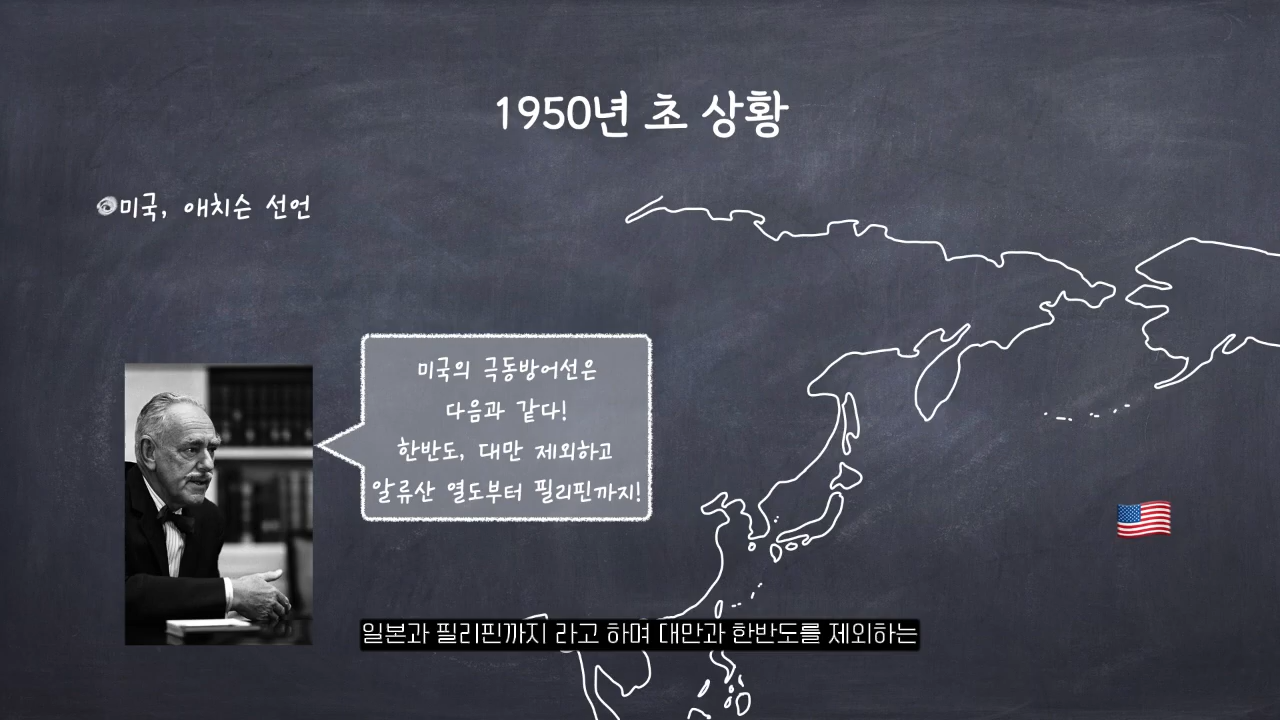 1950년 초 상황
미국, 애치슨 선언
미국의 극동방어선은
다음과 같다!
한반도, 대만 제외하고
알류산 열도부터 필리핀까지!
일본과 필리핀까지 라고 하며 대만과 한반도를 제외하는